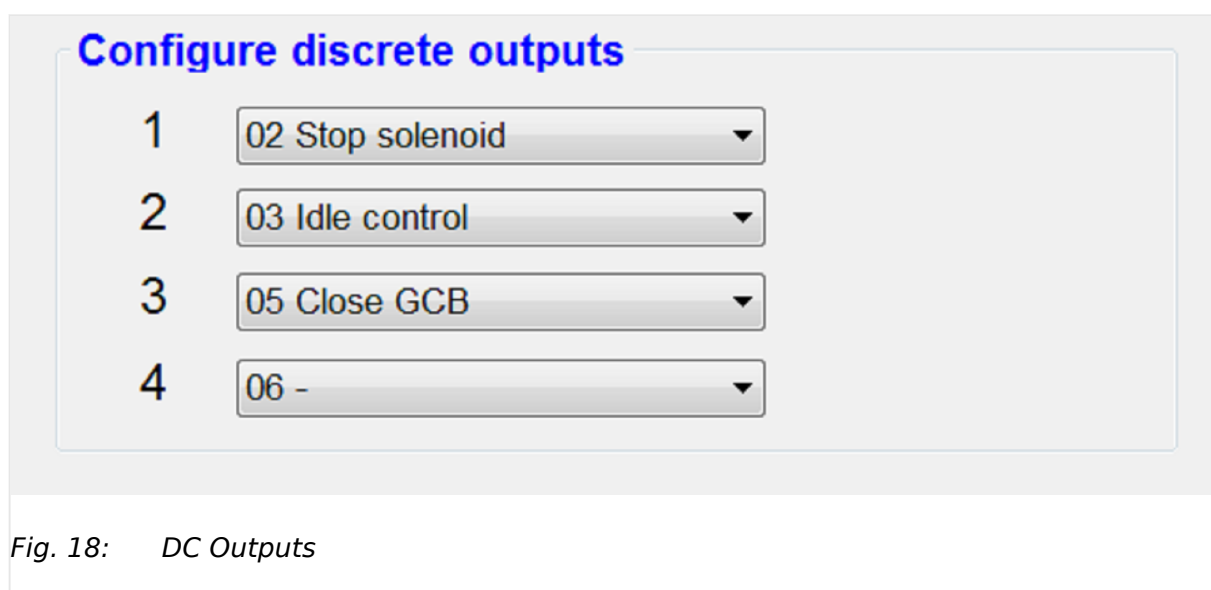 Configure discrete outputs
1 02 Stop solenoid
2 03 Idle control
3 05 Close GCB
4 06 -
Fig. 18: DC Outputs